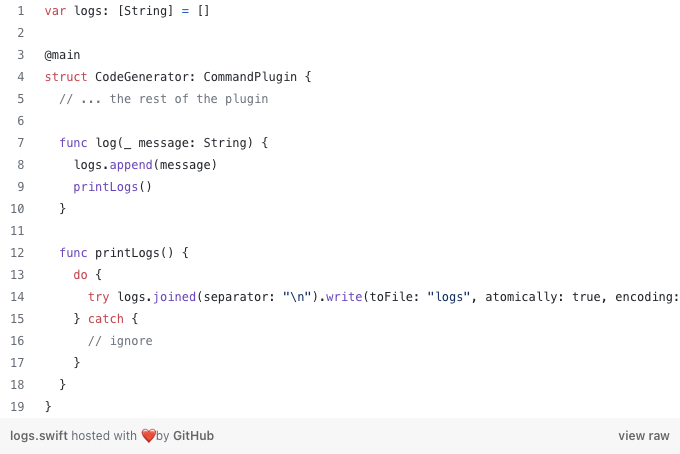 1 var logs: [String] = []
2
3 @main
4 struct CodeGenerator: CommandPlugin {
5   // ... the rest of the plugin
6
7   func log(_ message: String) {
8     logs.append(message)
9     printLogs()
10   }
11
12   func printLogs() {
13     do {
14       try logs.joined(separator: "\n").write(toFile: "logs", atomically: true, encoding:
15     } catch {
16       // ignore
17     }
18   }
19 }
logs.swift hosted with ❤ by GitHub view raw